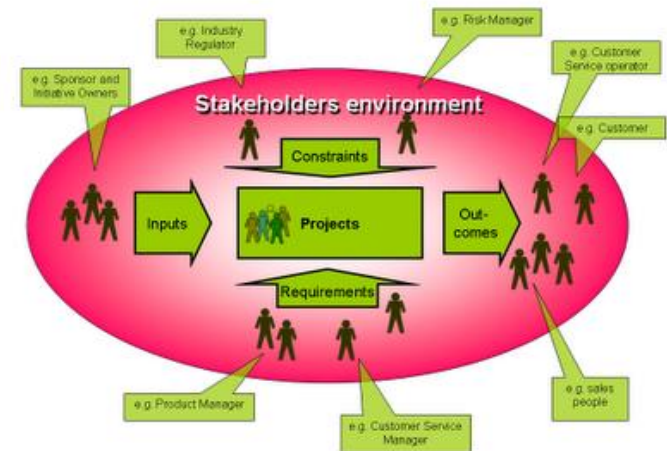 e.g. Industry
Regulator
e.g. Risk Manager
e.g. Customer
Service operator
e.g. Sponsor and
Initiative Owners
Stakeholders environment
e.g. Customer
Constraints
Inputs
Projects
Out-
comes
Requirements
e.g. Product Manager
e.g. Customer Service
Manager
e.g. sales
people